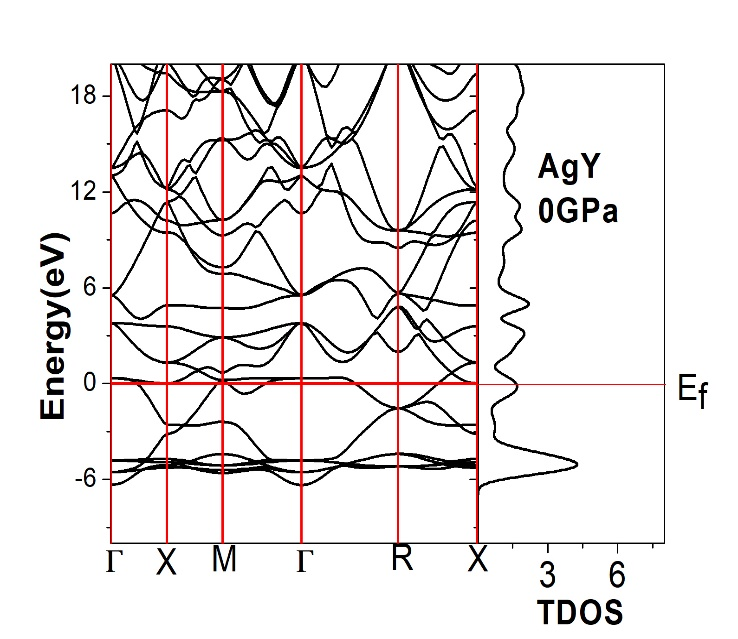 18
12
6
0
-6
Energy(eV)
AgY
0GPa
Ef
Γ X M Γ R X
3 6
TDOS